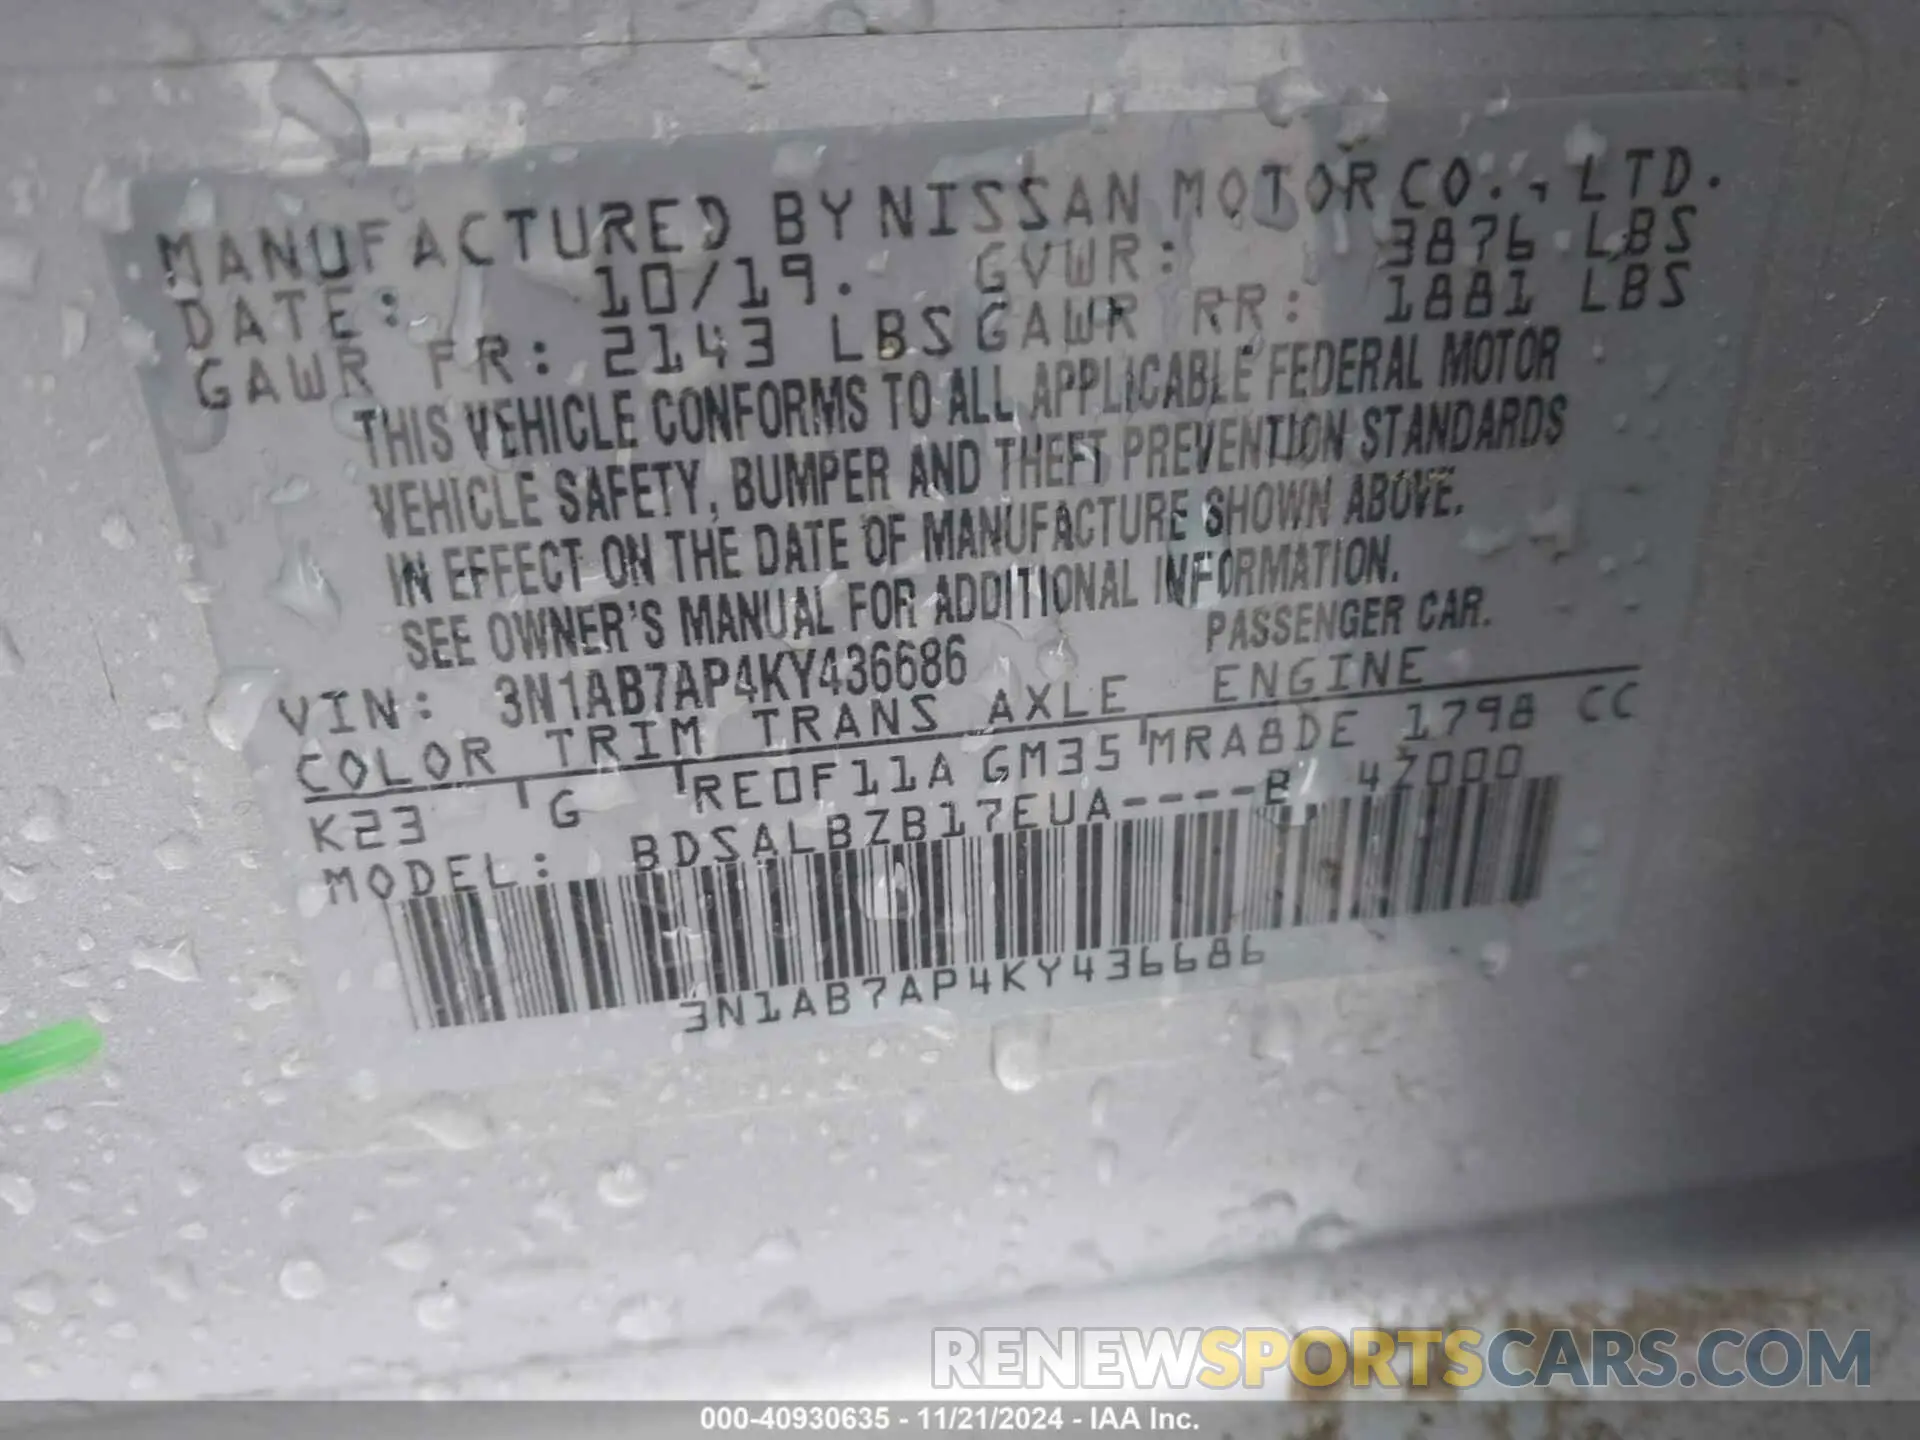 MANUFACTURED BY NISSAN MOTOR CO., LTD.
DATE: 10/19. GVWR: 3876 LBS
GAWR FR: 2143 LBS GAWR RR: 1881 LBS
THIS VEHICLE CONFORMS TO ALL APPLICABLE FEDERAL MOTOR
VEHICLE SAFETY, BUMPER AND THEFT PREVENTION STANDARDS
IN EFFECT ON THE DATE OF MANUFACTURE SHOWN ABOVE.
SEE OWNER'S MANUAL FOR ADDITIONAL INFORMATION.
VIN: 3N1AB7AP4KY436686 PASSENGER CAR.
COLOR TRIM TRANS AXLE ENGINE
K23 G RE0F11A GM35 MRA8DE 1798 CC
MODEL: BDSALBZB17EUA----B 4Z000
3N1AB7AP4KY436686
RENEWSPORTSCARS.COM
000-40930635 - 11/21/2024 - IAA Inc.